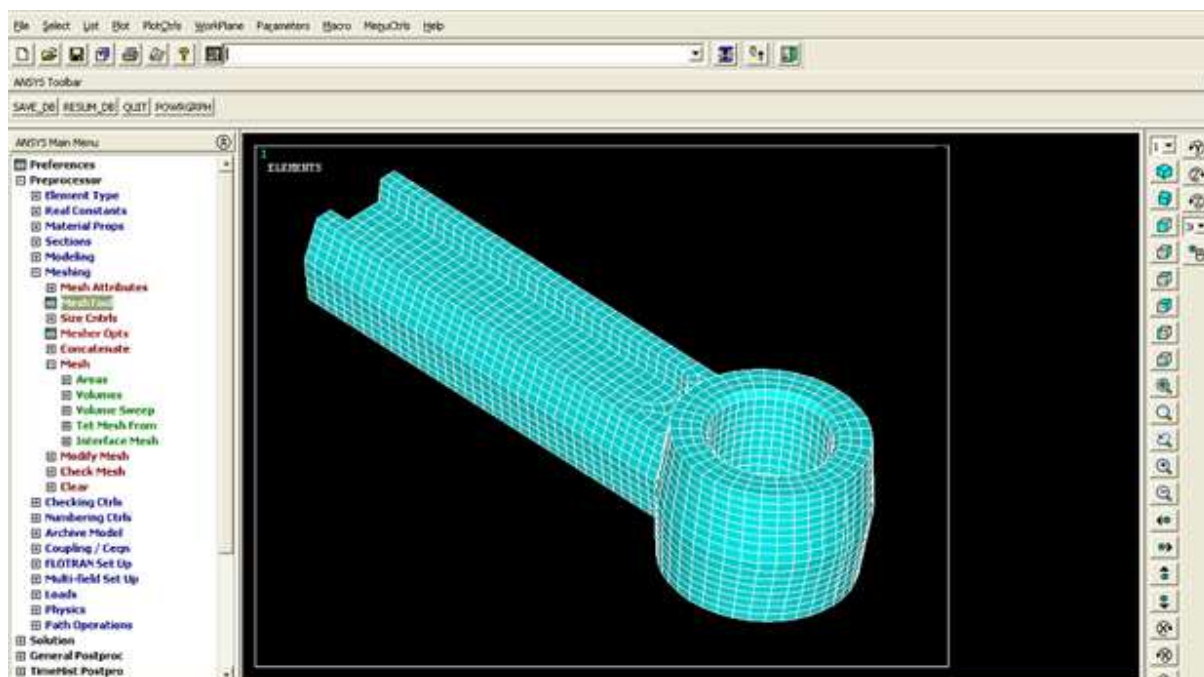 File Select List Plot PlotCtrls WorkPlane Parameters Macro MenuCtrls Help
ANSYS Toolbar
SAVE_DB RESUM_DB QUIT POWRGRPH
ANSYS Main Menu
Preferences
Preprocessor
Element Type
Real Constants
Material Props
Sections
Modeling
Meshing
Mesh Attributes
MeshTool
Size Cntrls
Mesher Opts
Concatenate
Mesh
Areas
Volumes
Volume Sweep
Tet Mesh From
Interface Mesh
Modify Mesh
Check Mesh
Clear
Checking Ctrls
Numbering Ctrls
Archive Model
Coupling / Ceqn
FLOTRAN Set Up
Multi-field Set Up
Loads
Physics
Path Operations
Solution
General Postproc
TimeHist Postpro
1
ELEMENTS
1